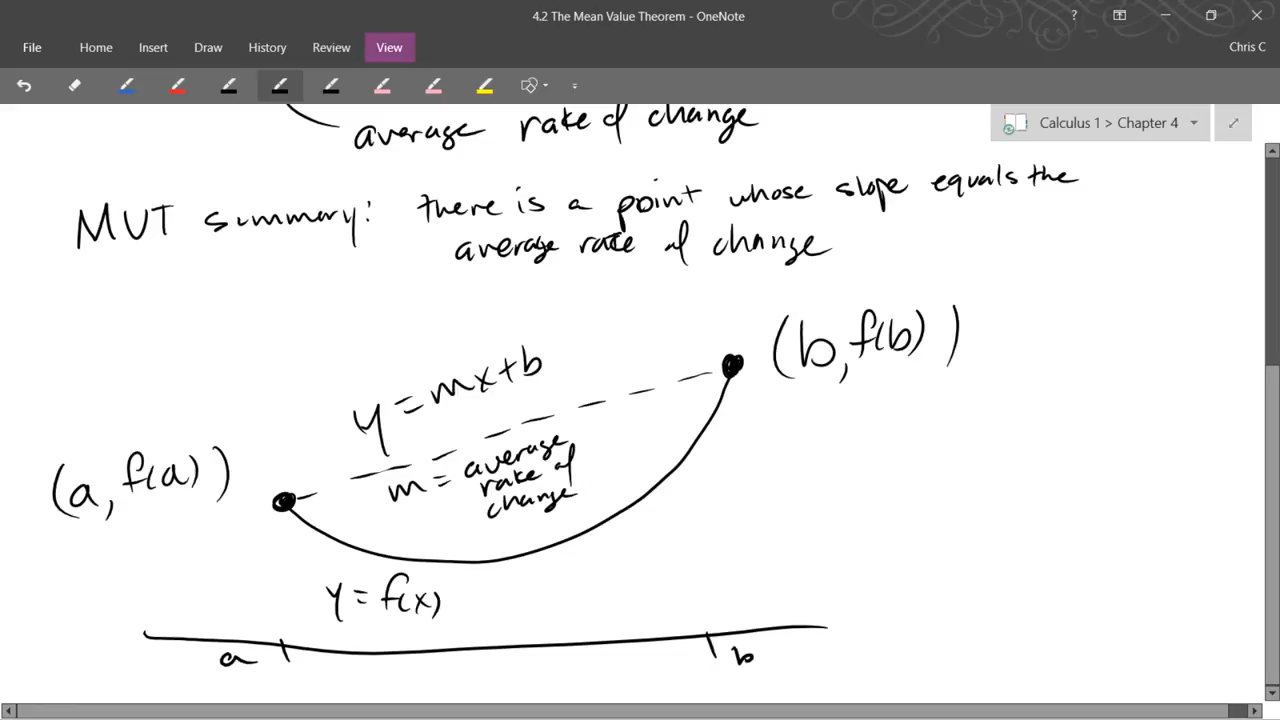 4.2 The Mean Value Theorem - OneNote
File Home Insert Draw History Review View
Chris C
Calculus 1 > Chapter 4
average rate of change
MVT summary: there is a point whose slope equals the
average rate of change
(b, f(b))
y = mx+b
(a, f(a))
m = average
rate of
change
y = f(x)
a b